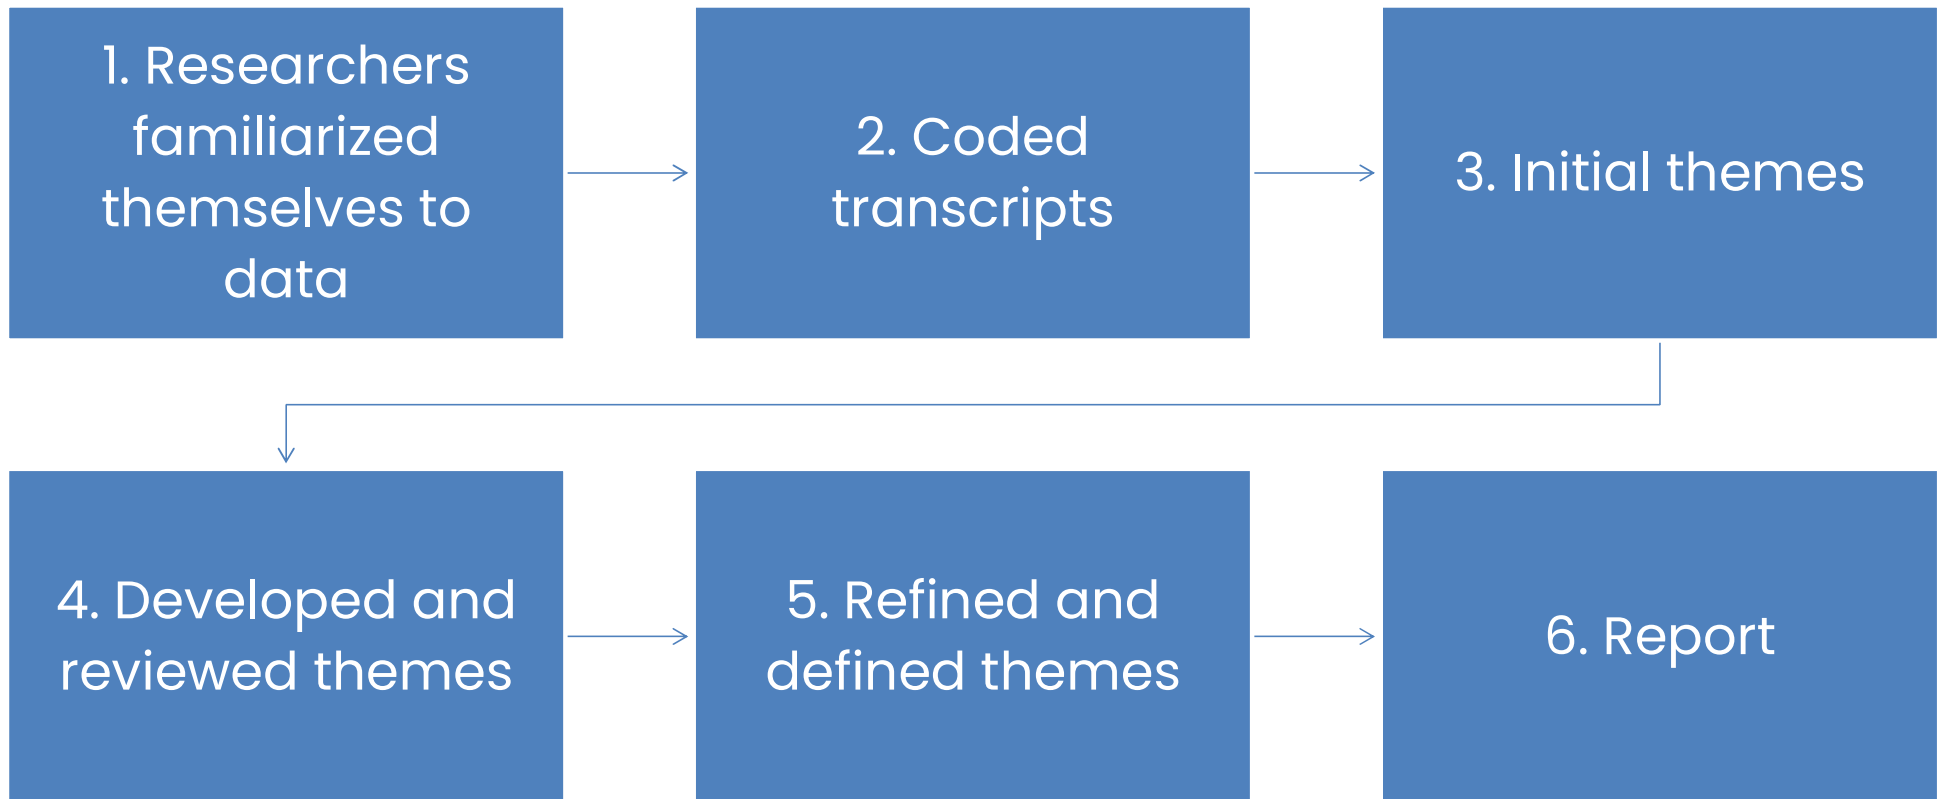 1. Researchers
familiarized
themselves to
data
2. Coded
transcripts
3. Initial themes
4. Developed and
reviewed themes
5. Refined and
defined themes
6. Report